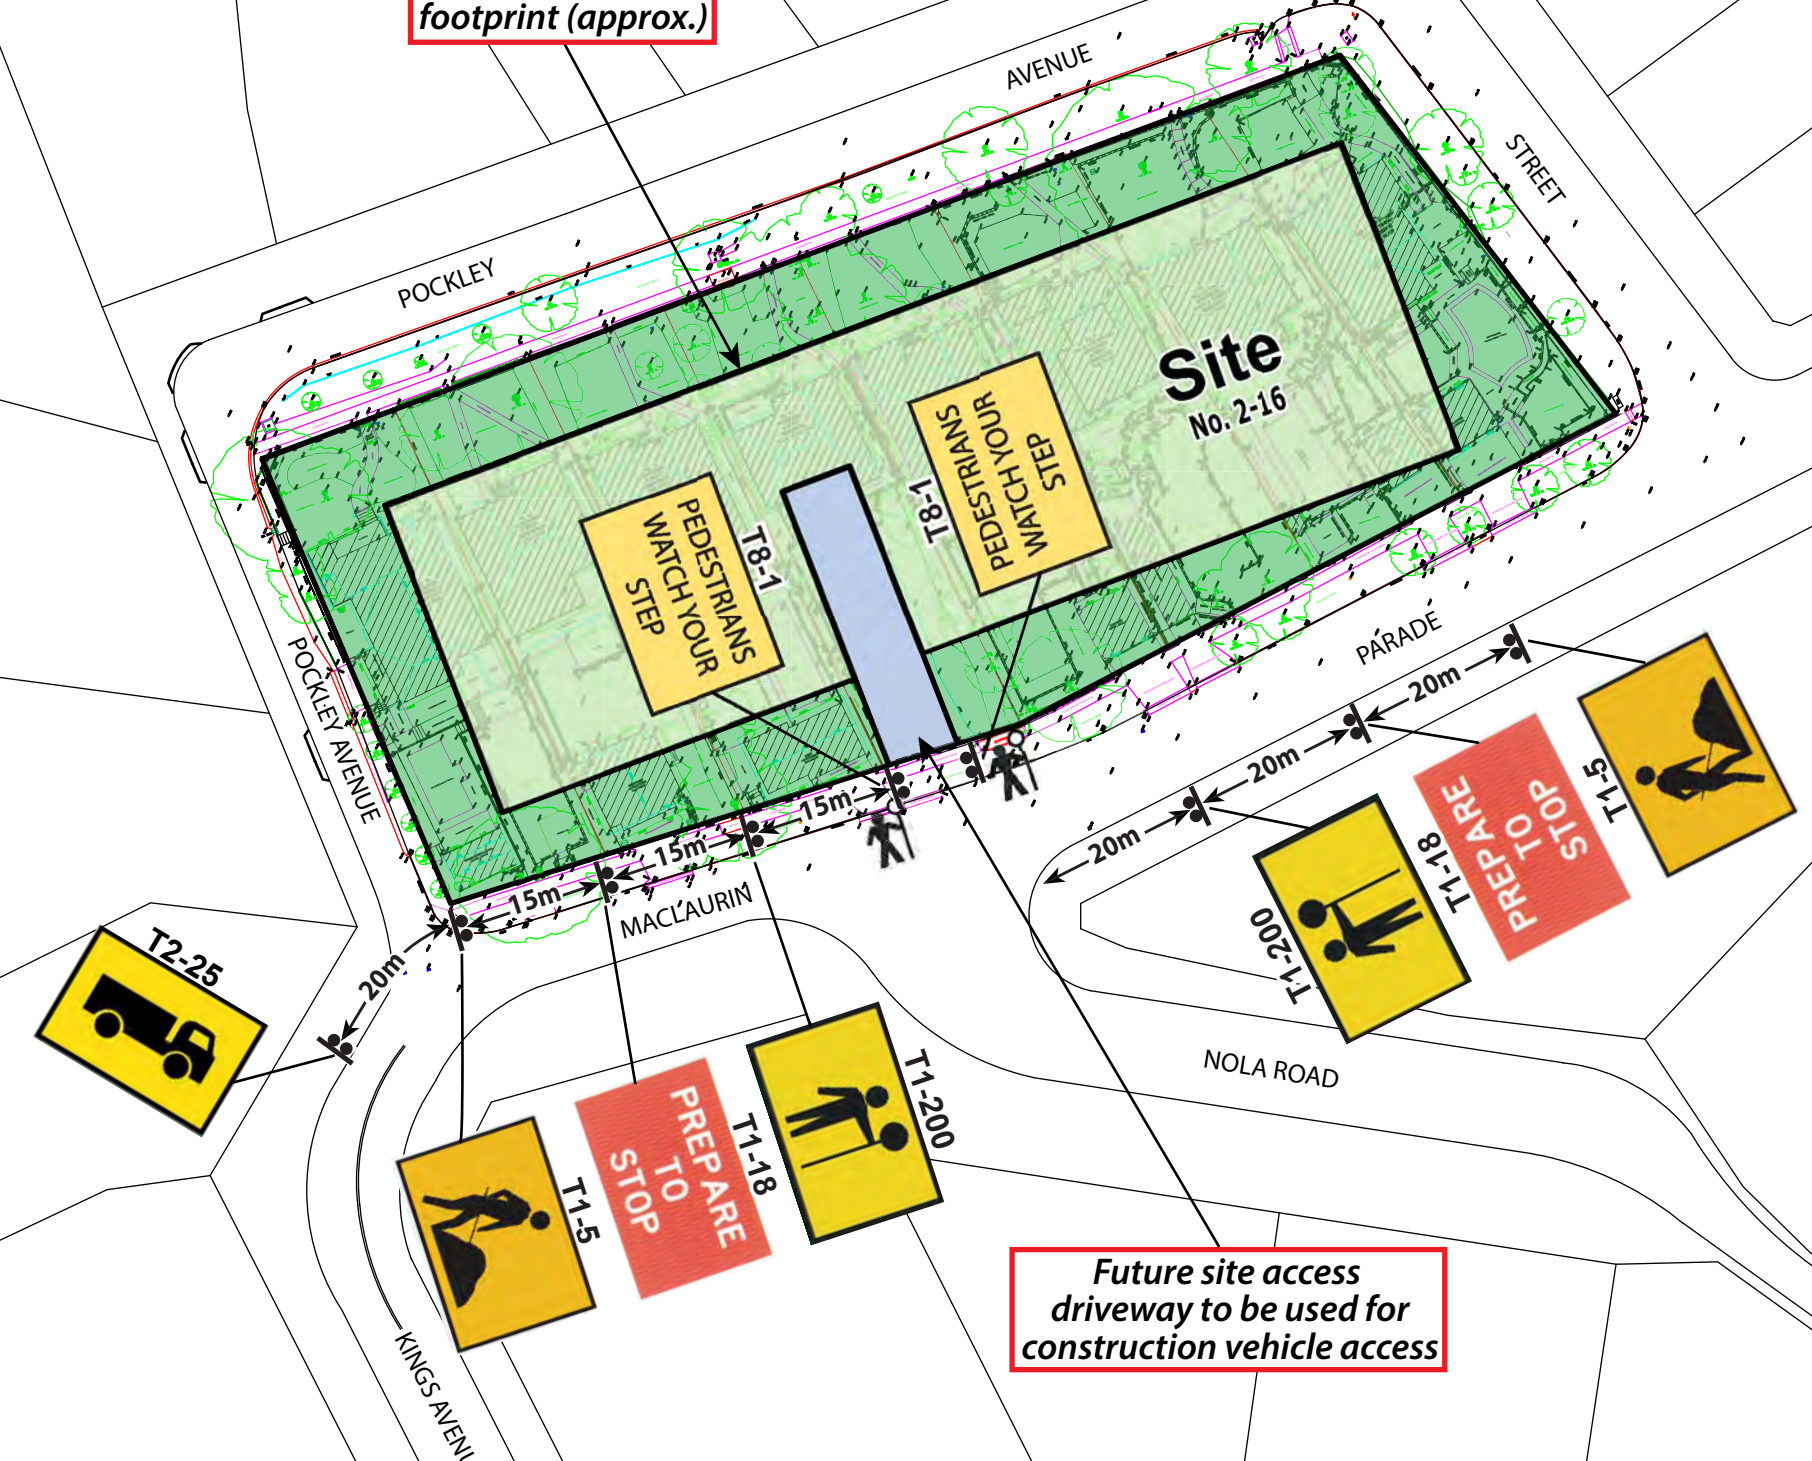 footprint (approx.)
AVENUE
STREET
POCKLEY
Site
No. 2-16
T8-1
PEDESTRIANS
WATCH YOUR
STEP
T8-1
PEDESTRIANS
WATCH YOUR
STEP
POCKLEY AVENUE
PARADE
20m
20m
20m
T1-5
T1-18
PREPARE
TO
STOP
T1-200
15m
15m
15m
MACLAURIN
20m
T2-25
NOLA ROAD
T1-200
T1-18
PREPARE
TO
STOP
T1-5
Future site access
driveway to be used for
construction vehicle access
KINGS AVENU